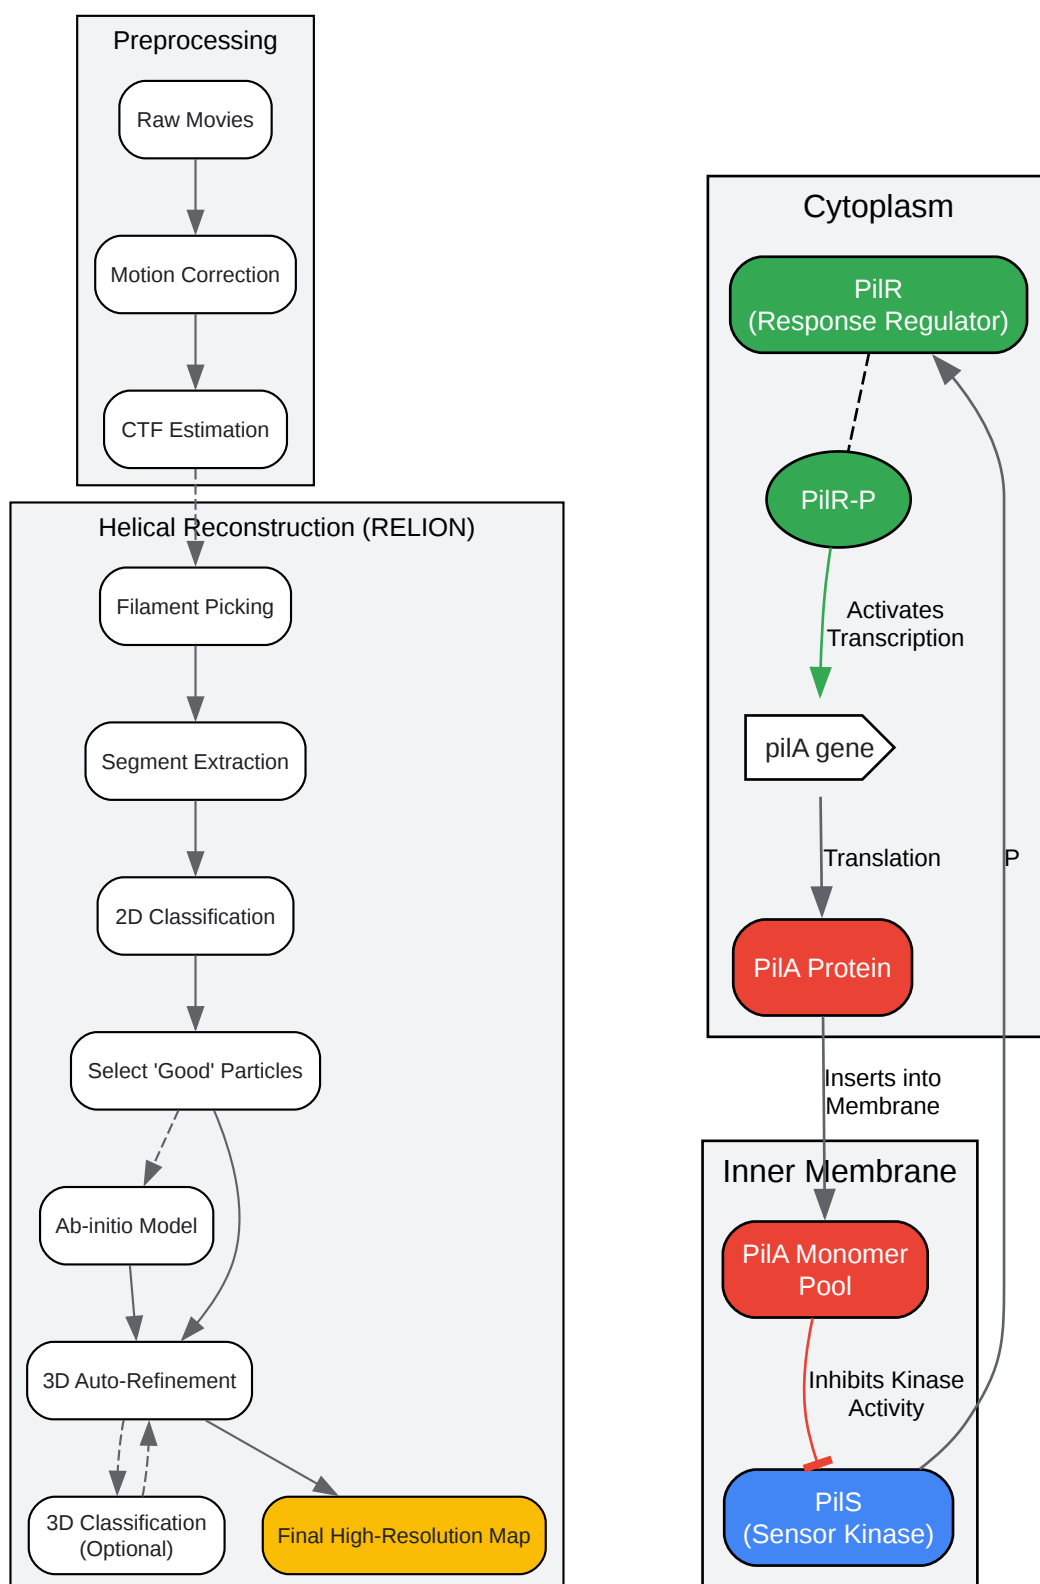 Preprocessing
Raw Movies
Motion Correction
CTF Estimation
Helical Reconstruction (RELION)
Filament Picking
Segment Extraction
2D Classification
Select 'Good' Particles
Ab-initio Model
3D Auto-Refinement
3D Classification
(Optional)
Final High-Resolution Map
Cytoplasm
PilR
(Response Regulator)
PilR-P
Activates
Transcription
pilA gene
Translation
P
PilA Protein
Inserts into
Membrane
Inner Membrane
PilA Monomer
Pool
Inhibits Kinase
Activity
PilS
(Sensor Kinase)